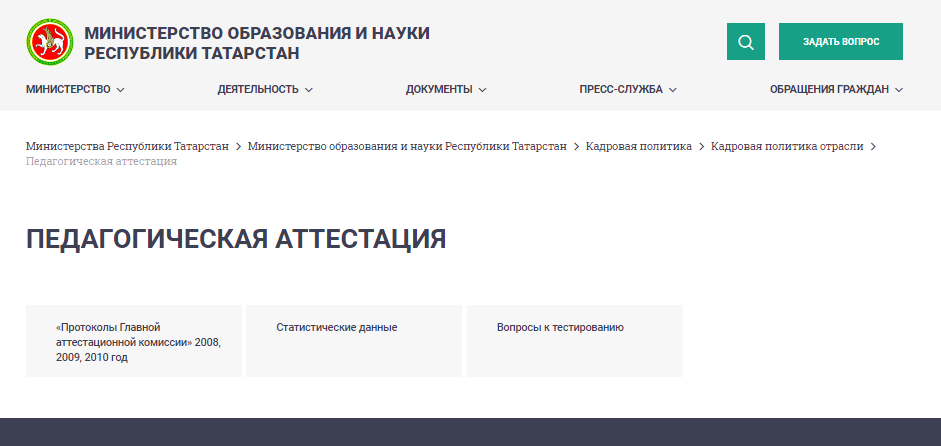 МИНИСТЕРСТВО ОБРАЗОВАНИЯ И НАУКИ
РЕСПУБЛИКИ ТАТАРСТАН
ЗАДАТЬ ВОПРОС
МИНИСТЕРСТВО
ДЕЯТЕЛЬНОСТЬ
ДОКУМЕНТЫ
ПРЕСС-СЛУЖБА
ОБРАЩЕНИЯ ГРАЖДАН
Министерства Республики Татарстан > Министерство образования и науки Республики Татарстан > Кадровая политика > Кадровая политика отрасли >
Педагогическая аттестация
ПЕДАГОГИЧЕСКАЯ АТТЕСТАЦИЯ
«Протоколы Главной
аттестационной комиссии» 2008,
2009, 2010 год
Статистические данные
Вопросы к тестированию